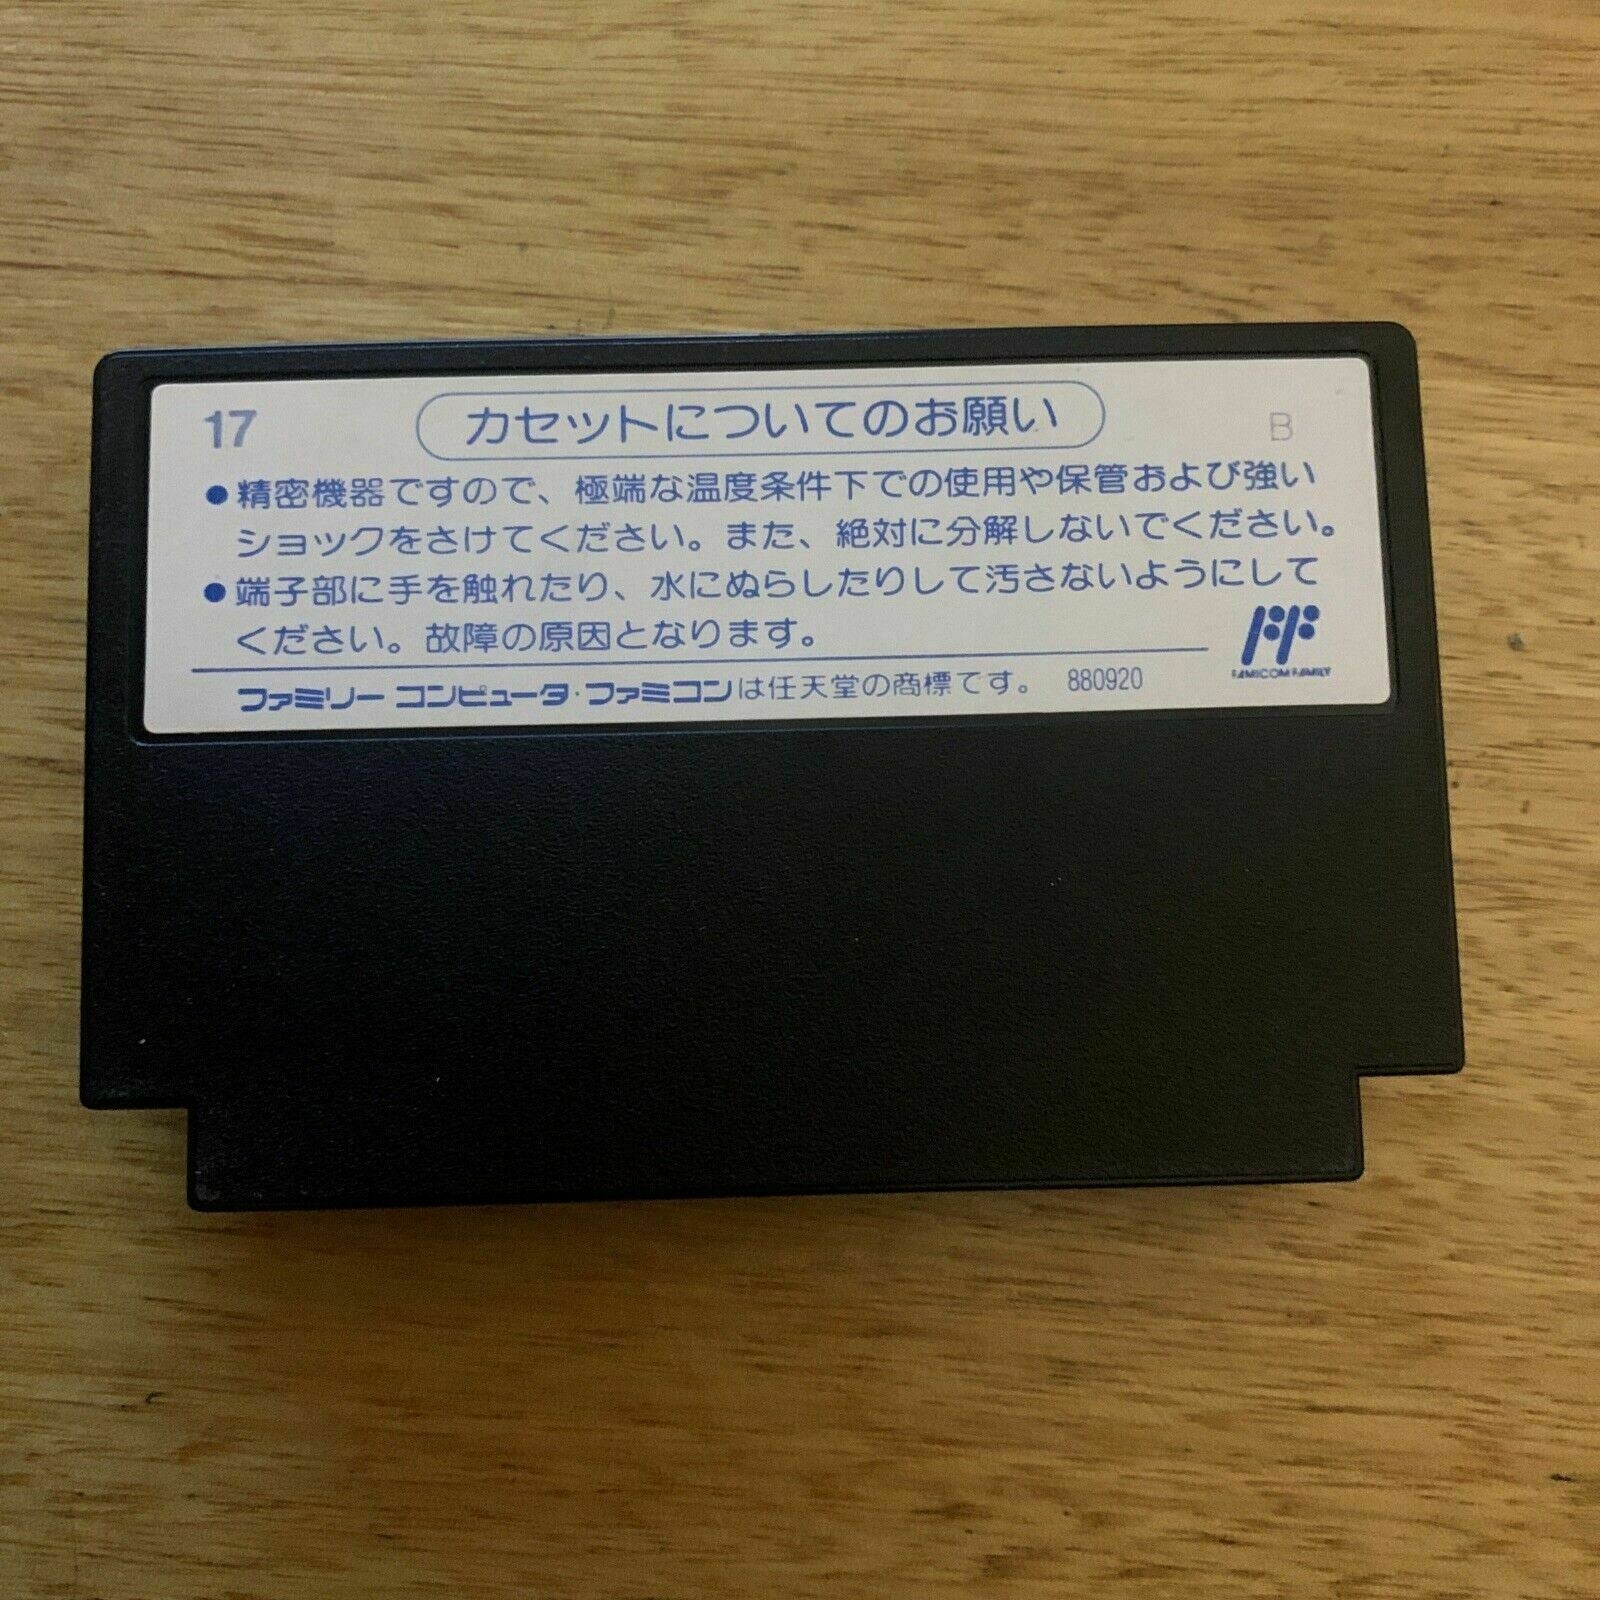 17 カセットについてのお願い B
●精密機器ですので、極端な温度条件下での使用や保管および強い
ショックをさけてください。また、絶対に分解しないでください。
●端子部に手を触れたり、水にぬらしたりして汚さないようにして
ください。故障の原因となります。
FAMICOM FAMILY
ファミリーコンピュータ・ファミコンは任天堂の商標です。 880920